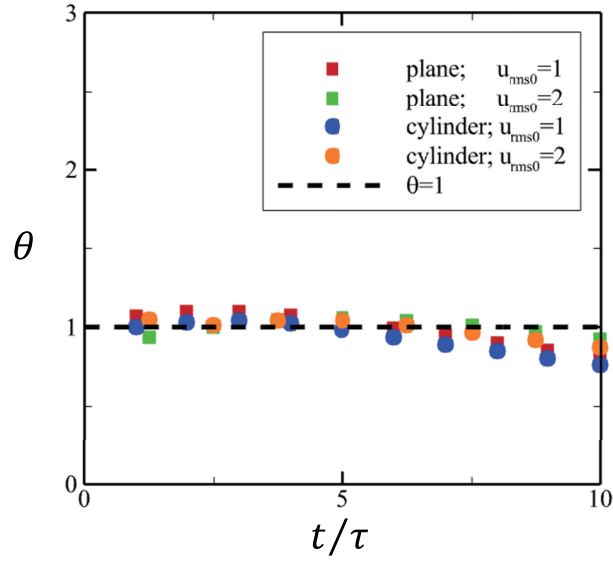 3
plane; u_rms0=1
plane; u_rms0=2
cylinder; u_rms0=1
cylinder; u_rms0=2
θ=1
2
θ
1
0
0 5 10
t/τ